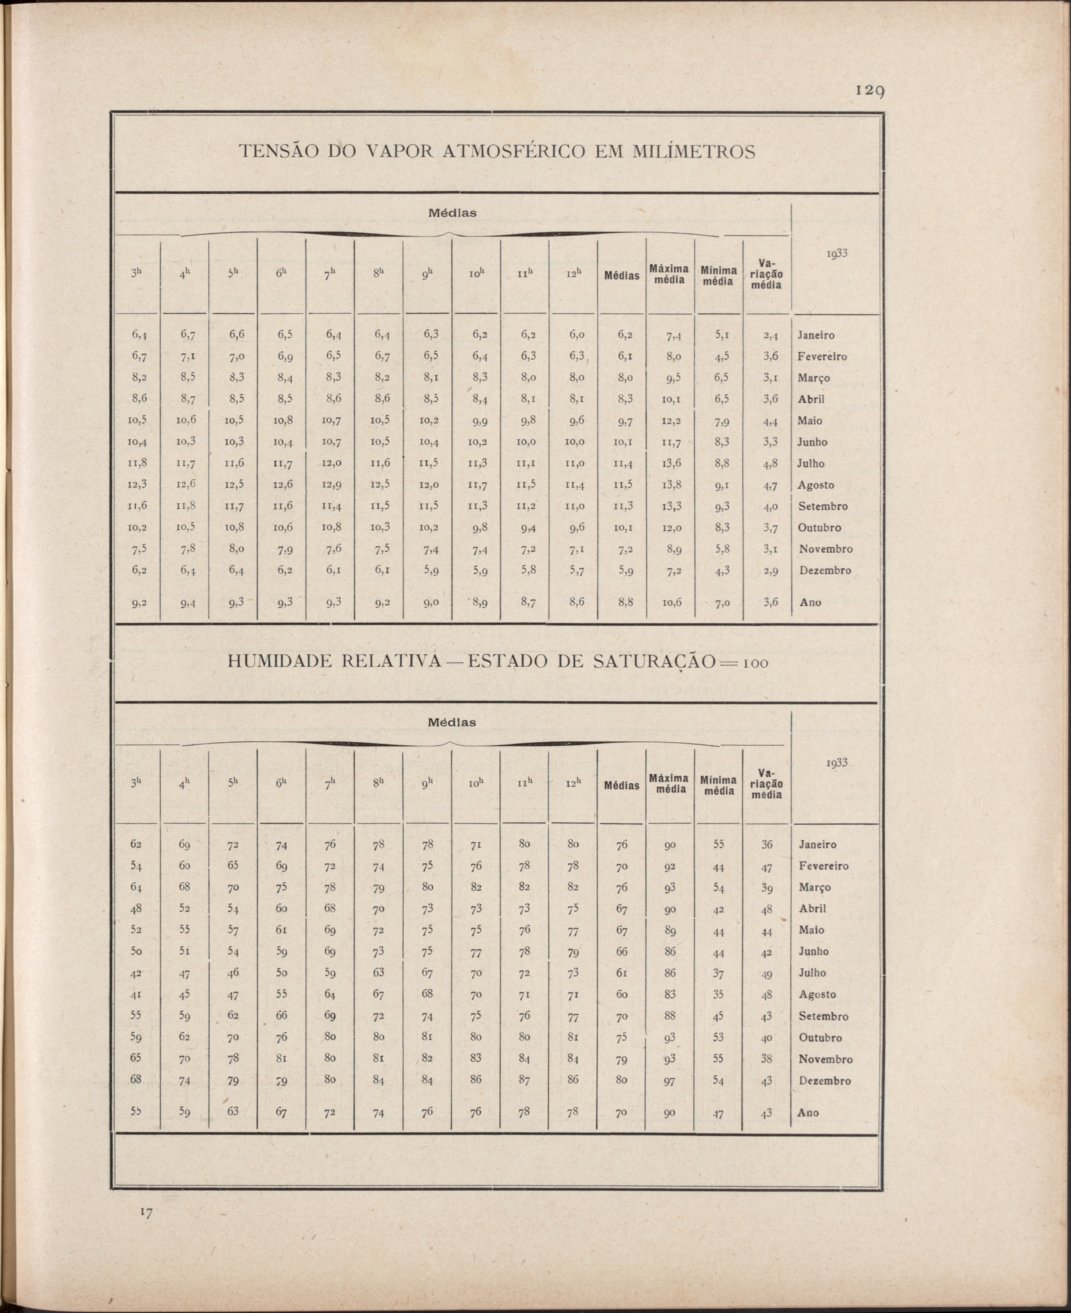 129
TENSÃO DO VAPOR ATMOSFÉRICO EM MILÍMETROS
Médias
1933
3h 4h 5h 6h 7h 8h 9h 10h 11h 12h Médias Máxima média Mínima média Va-riação média
6,4 6,7 6,6 6,5 6,4 6,4 6,3 6,2 6,2 6,0 6,2 7,4 5,1 2,4 Janeiro
6,7 7,1 7,0 6,9 6,5 6,7 6,5 6,4 6,3 6,3 6,1 8,0 4,5 3,6 Fevereiro
8,2 8,5 8,3 8,4 8,3 8,2 8,1 8,3 8,0 8,0 8,0 9,5 6,5 3,1 Março
8,6 8,7 8,5 8,5 8,6 8,6 8,5 8,4 8,1 8,1 8,3 10,1 6,5 3,6 Abril
10,5 10,6 10,5 10,8 10,7 10,5 10,2 9,9 9,8 9,6 9,7 12,2 7,9 4,4 Maio
10,4 10,3 10,3 10,4 10,7 10,5 10,4 10,2 10,0 10,0 10,1 11,7 8,3 3,3 Junho
11,8 11,7 11,6 11,7 12,0 11,6 11,5 11,3 11,1 11,0 11,4 13,6 8,8 4,8 Julho
12,3 12,6 12,5 12,6 12,9 12,5 12,0 11,7 11,5 11,4 11,5 13,8 9,1 4,7 Agosto
11,6 11,8 11,7 11,6 11,4 11,5 11,5 11,3 11,2 11,0 11,3 13,3 9,3 4,0 Setembro
10,2 10,5 10,8 10,6 10,8 10,3 10,2 9,8 9,4 9,6 10,1 12,0 8,3 3,7 Outubro
7,5 7,8 8,0 7,9 7,6 7,5 7,4 7,4 7,2 7,1 7,2 8,9 5,8 3,1 Novembro
6,2 6,4 6,4 6,2 6,1 6,1 5,9 5,9 5,8 5,7 5,9 7,2 4,3 2,9 Dezembro
9,2 9,4 9,3 9,3 9,3 9,2 9,0 8,9 8,7 8,6 8,8 10,6 7,0 3,6 Ano
HUMIDADE RELATIVA — ESTADO DE SATURAÇÃO = 100
Médias
1933
3h 4h 5h 6h 7h 8h 9h 10h 11h 12h Médias Máxima média Mínima média Va-riação média
62 69 72 74 76 78 78 71 80 80 76 90 55 36 Janeiro
54 60 65 69 72 74 75 76 78 78 70 92 44 47 Fevereiro
64 68 70 75 78 79 80 82 82 82 76 93 54 39 Março
48 52 54 60 68 70 73 73 73 75 67 90 42 48 Abril
52 55 57 61 69 72 75 75 76 77 67 89 44 44 Maio
50 51 54 59 69 73 75 77 78 79 66 86 44 42 Junho
42 47 46 50 59 63 67 70 72 73 61 86 37 49 Julho
41 45 47 55 64 67 68 70 71 71 60 83 35 48 Agosto
55 59 62 66 69 72 74 75 76 77 70 88 45 43 Setembro
59 62 70 76 80 80 81 80 80 81 75 93 53 40 Outubro
65 70 78 81 80 81 82 83 84 84 79 93 55 38 Novembro
68 74 79 79 80 84 84 86 87 86 80 97 54 43 Dezembro
55 59 63 67 72 74 76 76 78 78 70 90 47 43 Ano
17